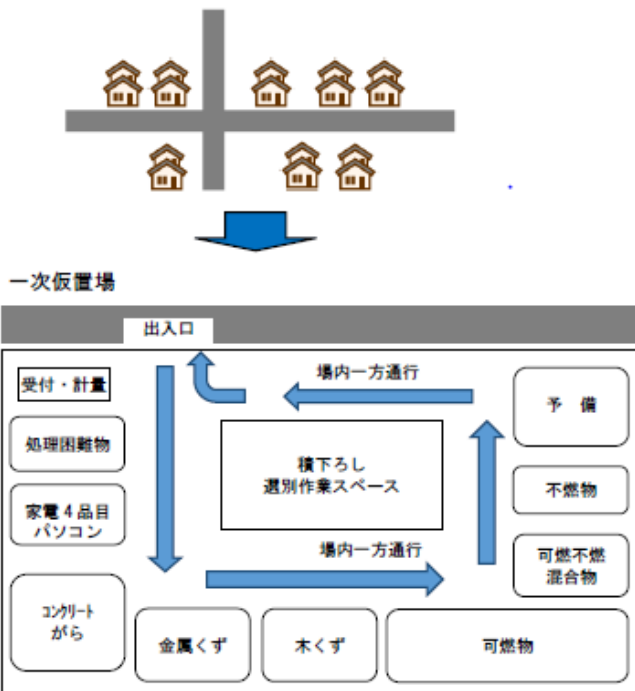 一次仮置場
出入口
受付・計量
場内一方通行
予　備
処理困難物
積下ろし
選別作業スペース
不燃物
家電４品目
パソコン
場内一方通行
可燃不燃
混合物
コンクリート
がら
金属くず
木くず
可燃物